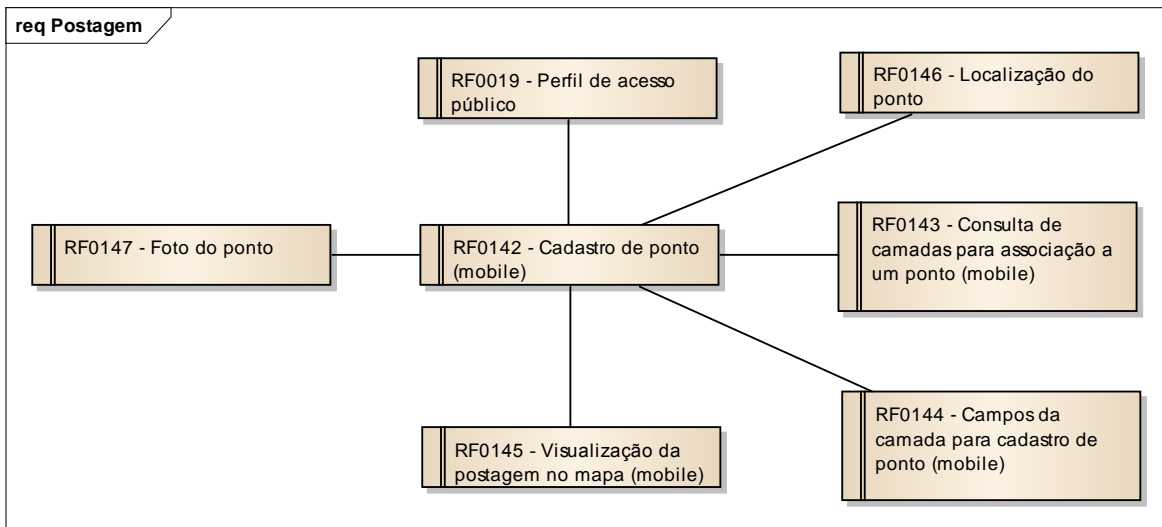 req Postagem
RF0019 - Perfil de acesso
público
RF0146 - Localização do
ponto
RF0147 - Foto do ponto
RF0142 - Cadastro de ponto
(mobile)
RF0143 - Consulta de
camadas para associação a
um ponto (mobile)
RF0145 - Visualização da
postagem no mapa (mobile)
RF0144 - Campos da
camada para cadastro de
ponto (mobile)